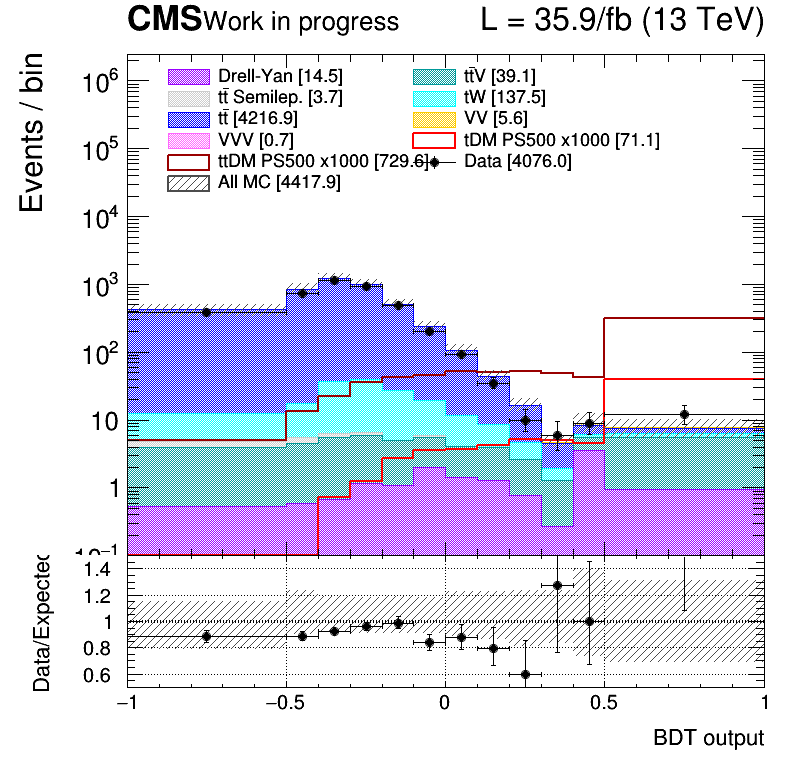 CMS Work in progress L = 35.9/fb (13 TeV)
Events / bin
Drell-Yan [14.5] tt̄V [39.1]
tt̄ Semilep. [3.7] tW [137.5]
tt̄ [4216.9] VV [5.6]
VVV [0.7] tDM PS500 x1000 [71.1]
ttDM PS500 x1000 [729.6] Data [4076.0]
All MC [4417.9]
10⁶
10⁵
10⁴
10³
10²
10
1
10⁻¹
Data/Expected
1.4
1.2
1
0.8
0.6
−1 −0.5 0 0.5 1
BDT output